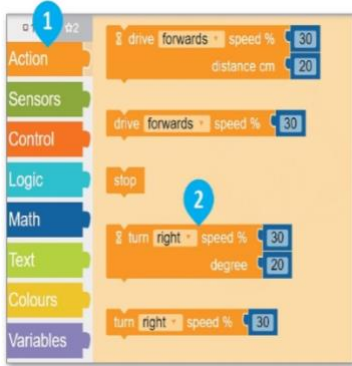 1
2
Action
Sensors
Control
Logic
Math
Text
Colours
Variables
drive forwards speed % 30
distance cm 20
drive forwards speed % 30
stop
2
turn right speed % 30
degree 20
turn right speed % 30